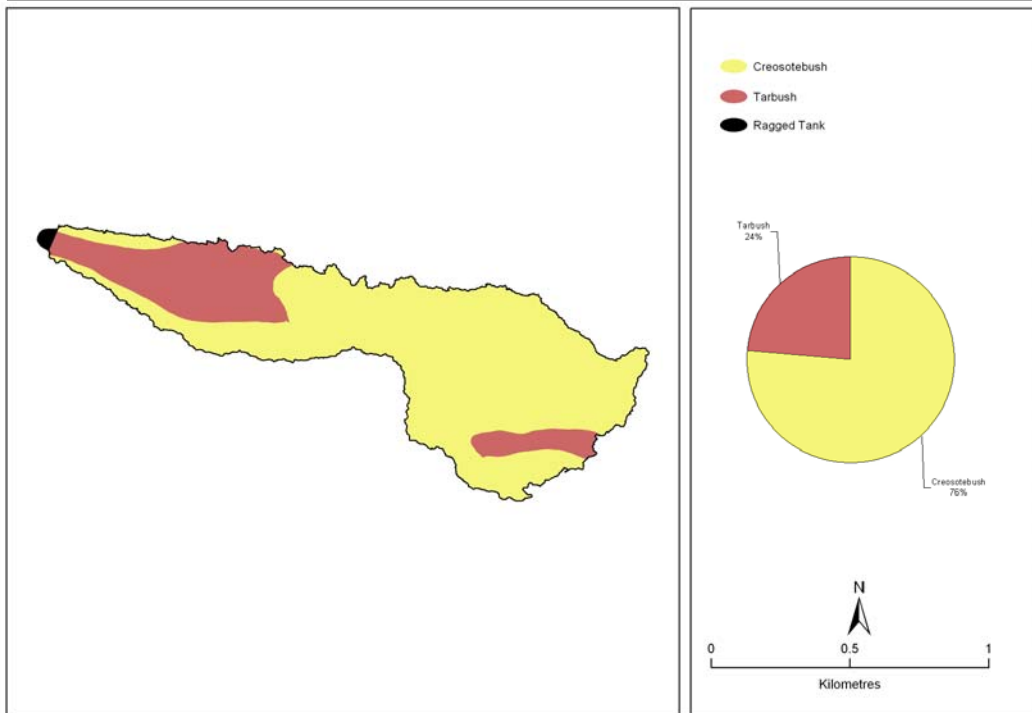 Creosotebush
Tarbush
Ragged Tank
Tarbush
24%
Creosotebush
76%
N
0 0.5 1
Kilometres